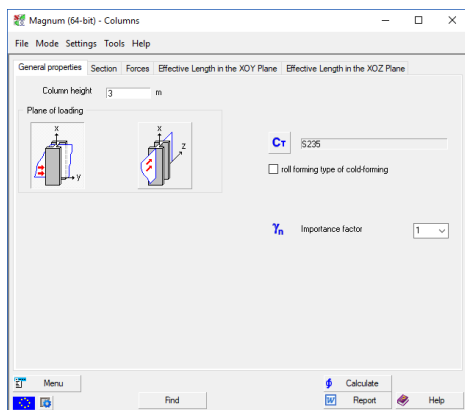 Magnum (64-bit) - Columns
File Mode Settings Tools Help
General properties Section Forces Effective Length in the XOY Plane Effective Length in the XOZ Plane
Column height 3 m
Plane of loading
x y
x z
Cт S235
roll forming type of cold-forming
γn Importance factor 1
Menu Calculate
Find Report Help